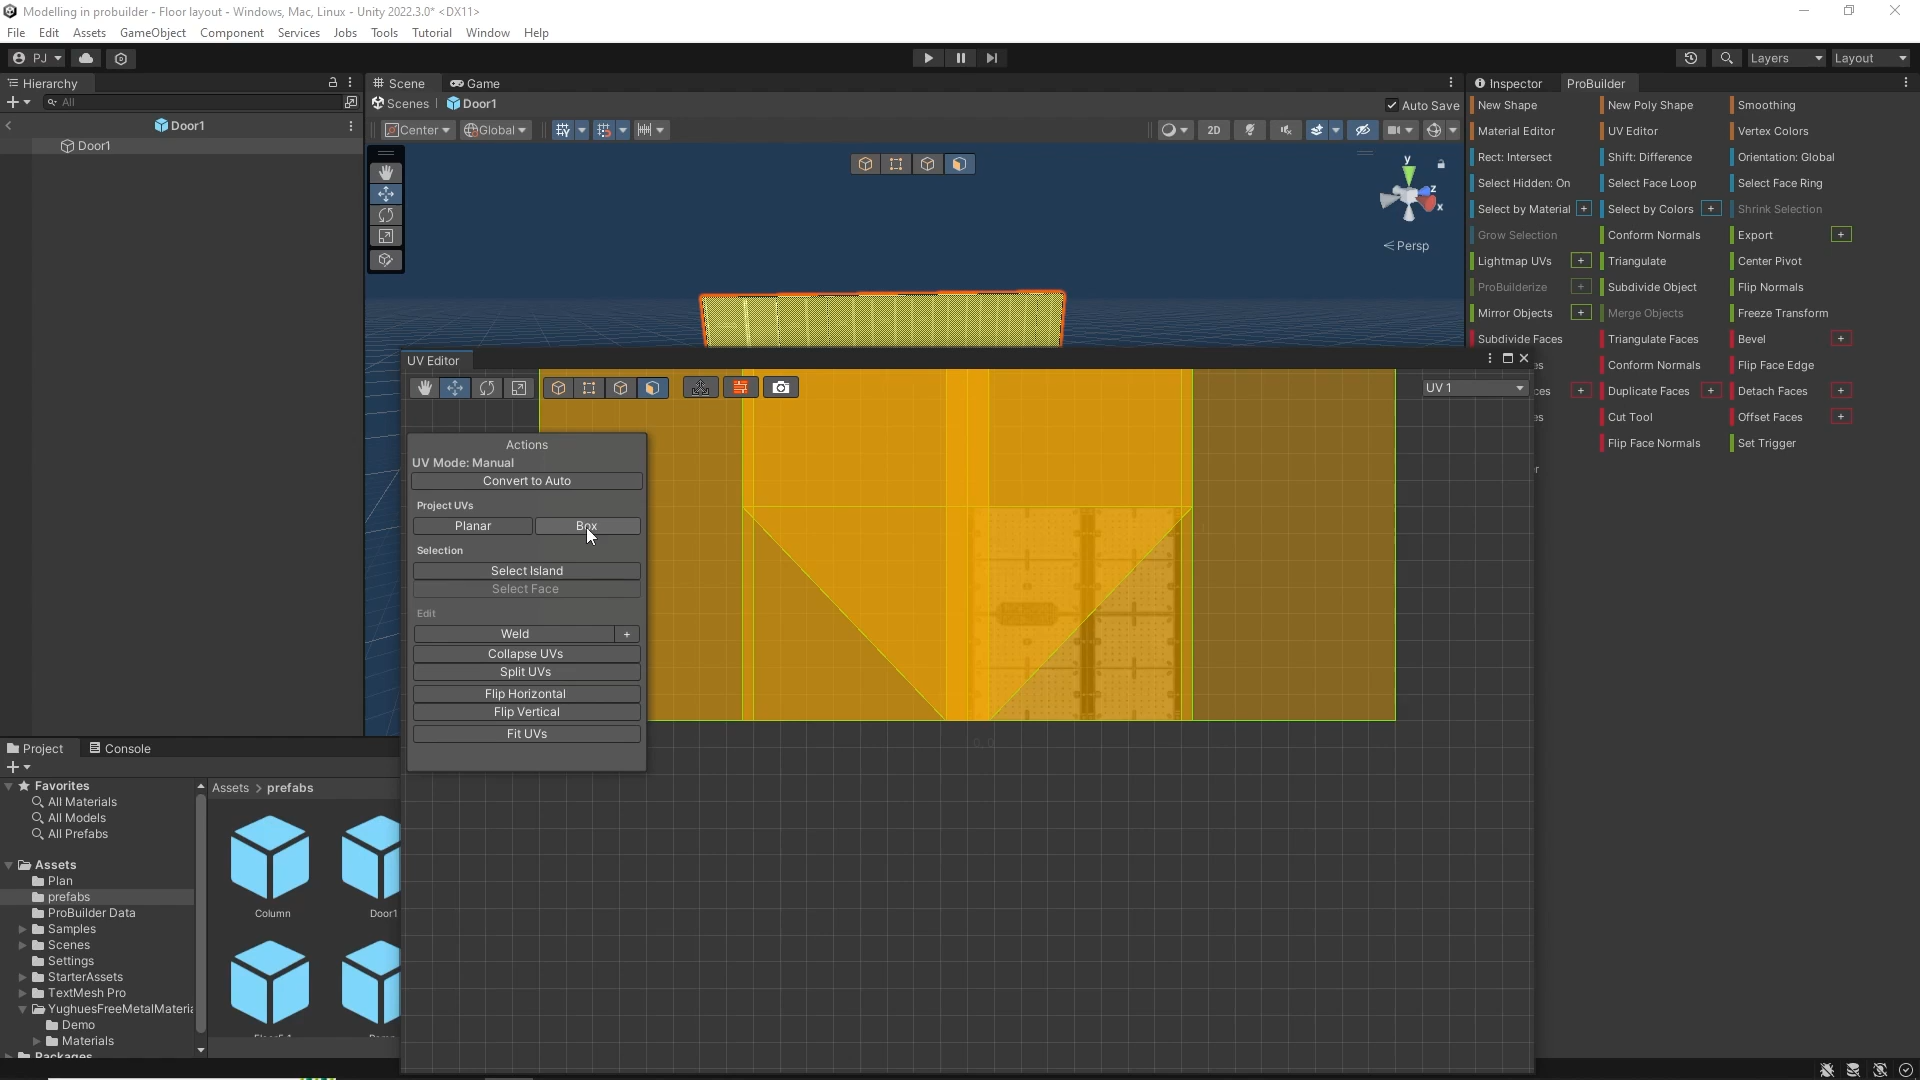 Modelling in probuilder - Floor layout - Windows, Mac, Linux - Unity 2022.3.0* <DX11>
File Edit Assets GameObject Component Services Jobs Tools Tutorial Window Help
PJ Layers Layout
Hierarchy Scene Game Inspector ProBuilder
All Scenes Door1 Auto Save
Door1
Door1
Center Global 2D
y z x
Persp
New Shape New Poly Shape Smoothing
Material Editor UV Editor Vertex Colors
Rect: Intersect Shift: Difference Orientation: Global
Select Hidden: On Select Face Loop Select Face Ring
Select by Material + Select by Colors + Shrink Selection
Grow Selection Conform Normals Export +
Lightmap UVs + Triangulate Center Pivot
ProBuilderize + Subdivide Object Flip Normals
Mirror Objects + Merge Objects Freeze Transform
Subdivide Faces Triangulate Faces Bevel +
es Conform Normals Flip Face Edge
ces + Duplicate Faces + Detach Faces +
es Cut Tool Offset Faces +
Flip Face Normals Set Trigger
r
UV Editor
UV 1
Actions
UV Mode: Manual
Convert to Auto
Project UVs
Planar Box
Selection
Select Island
Select Face
Edit
Weld +
Collapse UVs
Split UVs
Flip Horizontal
Flip Vertical
Fit UVs
0, 0
Project Console
Favorites
All Materials
All Models
All Prefabs
Assets
Plan
prefabs
ProBuilder Data
Samples
Scenes
Settings
StarterAssets
TextMesh Pro
YughuesFreeMetalMateria
Demo
Materials
Packages
Assets > prefabs
Column Door1